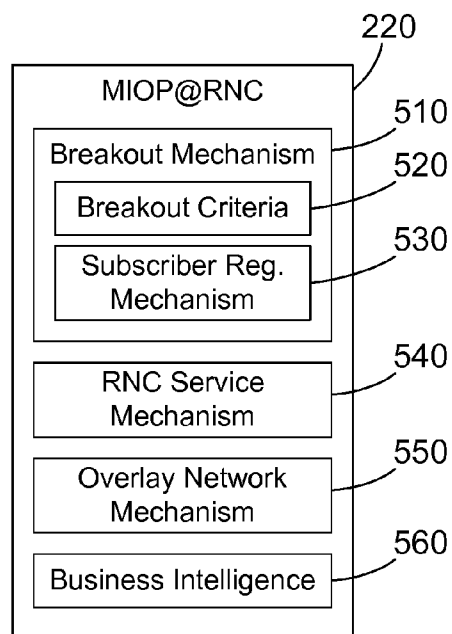 220
MIOP@RNC
510
Breakout Mechanism
520
Breakout Criteria
530
Subscriber Reg.
Mechanism
540
RNC Service
Mechanism
550
Overlay Network
Mechanism
560
Business Intelligence